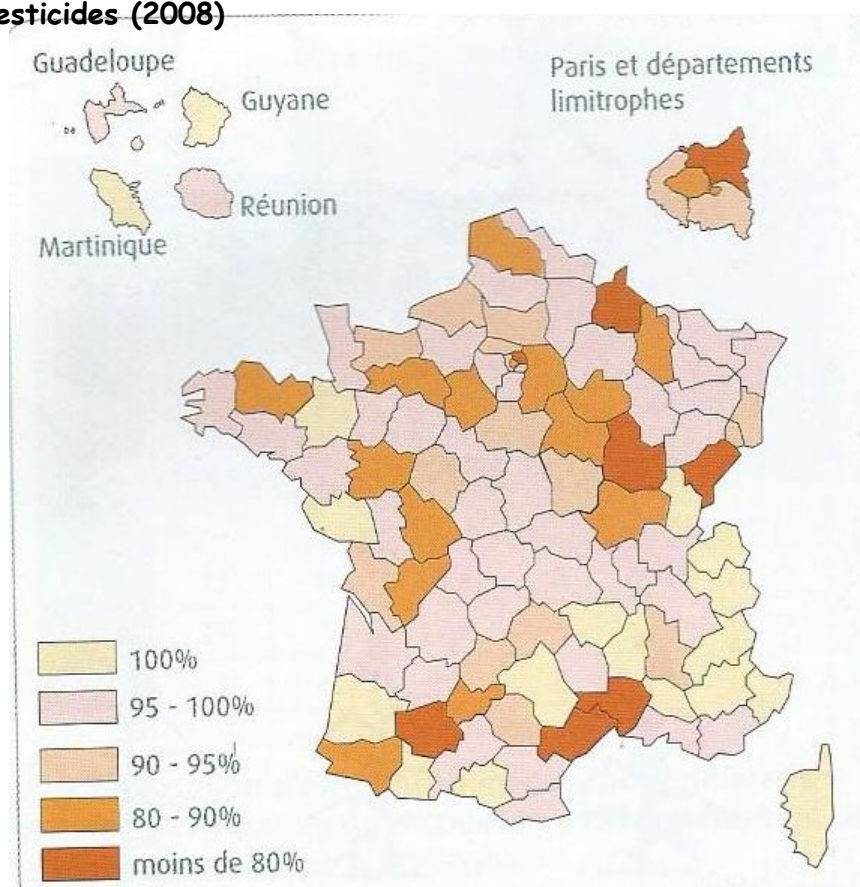 esticides (2008)
Guadeloupe
Guyane
Martinique
Réunion
Paris et départements
limitrophes
100%
95 - 100%
90 - 95%
80 - 90%
moins de 80%